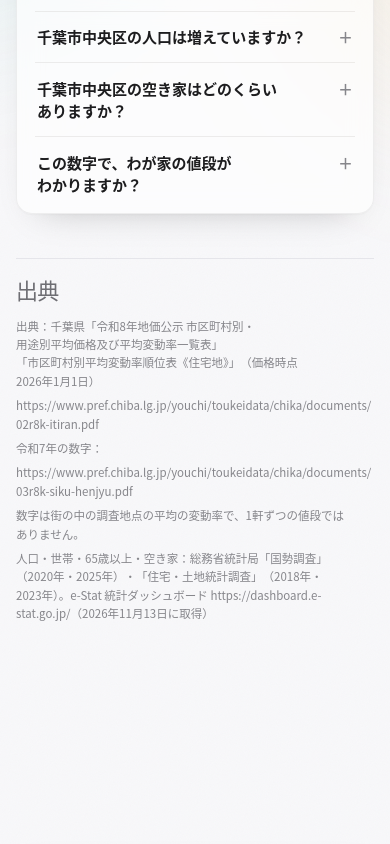 千葉市中央区の人口は増えていますか？ +
千葉市中央区の空き家はどのくらい +
ありますか？
この数字で、わが家の値段が +
わかりますか？
出典
出典：千葉県「令和8年地価公示 市区町村別・
用途別平均価格及び平均変動率一覧表」
「市区町村別平均変動率順位表《住宅地》」（価格時点
2026年1月1日）
https://www.pref.chiba.lg.jp/youchi/toukeidata/chika/documents/
02r8k-itiran.pdf
令和7年の数字：
https://www.pref.chiba.lg.jp/youchi/toukeidata/chika/documents/
03r8k-siku-henjyu.pdf
数字は街の中の調査地点の平均の変動率で、1軒ずつの値段では
ありません。
人口・世帯・65歳以上・空き家：総務省統計局「国勢調査」
（2020年・2025年）・「住宅・土地統計調査」（2018年・
2023年）。e-Stat 統計ダッシュボード https://dashboard.e-
stat.go.jp/（2026年11月13日に取得）